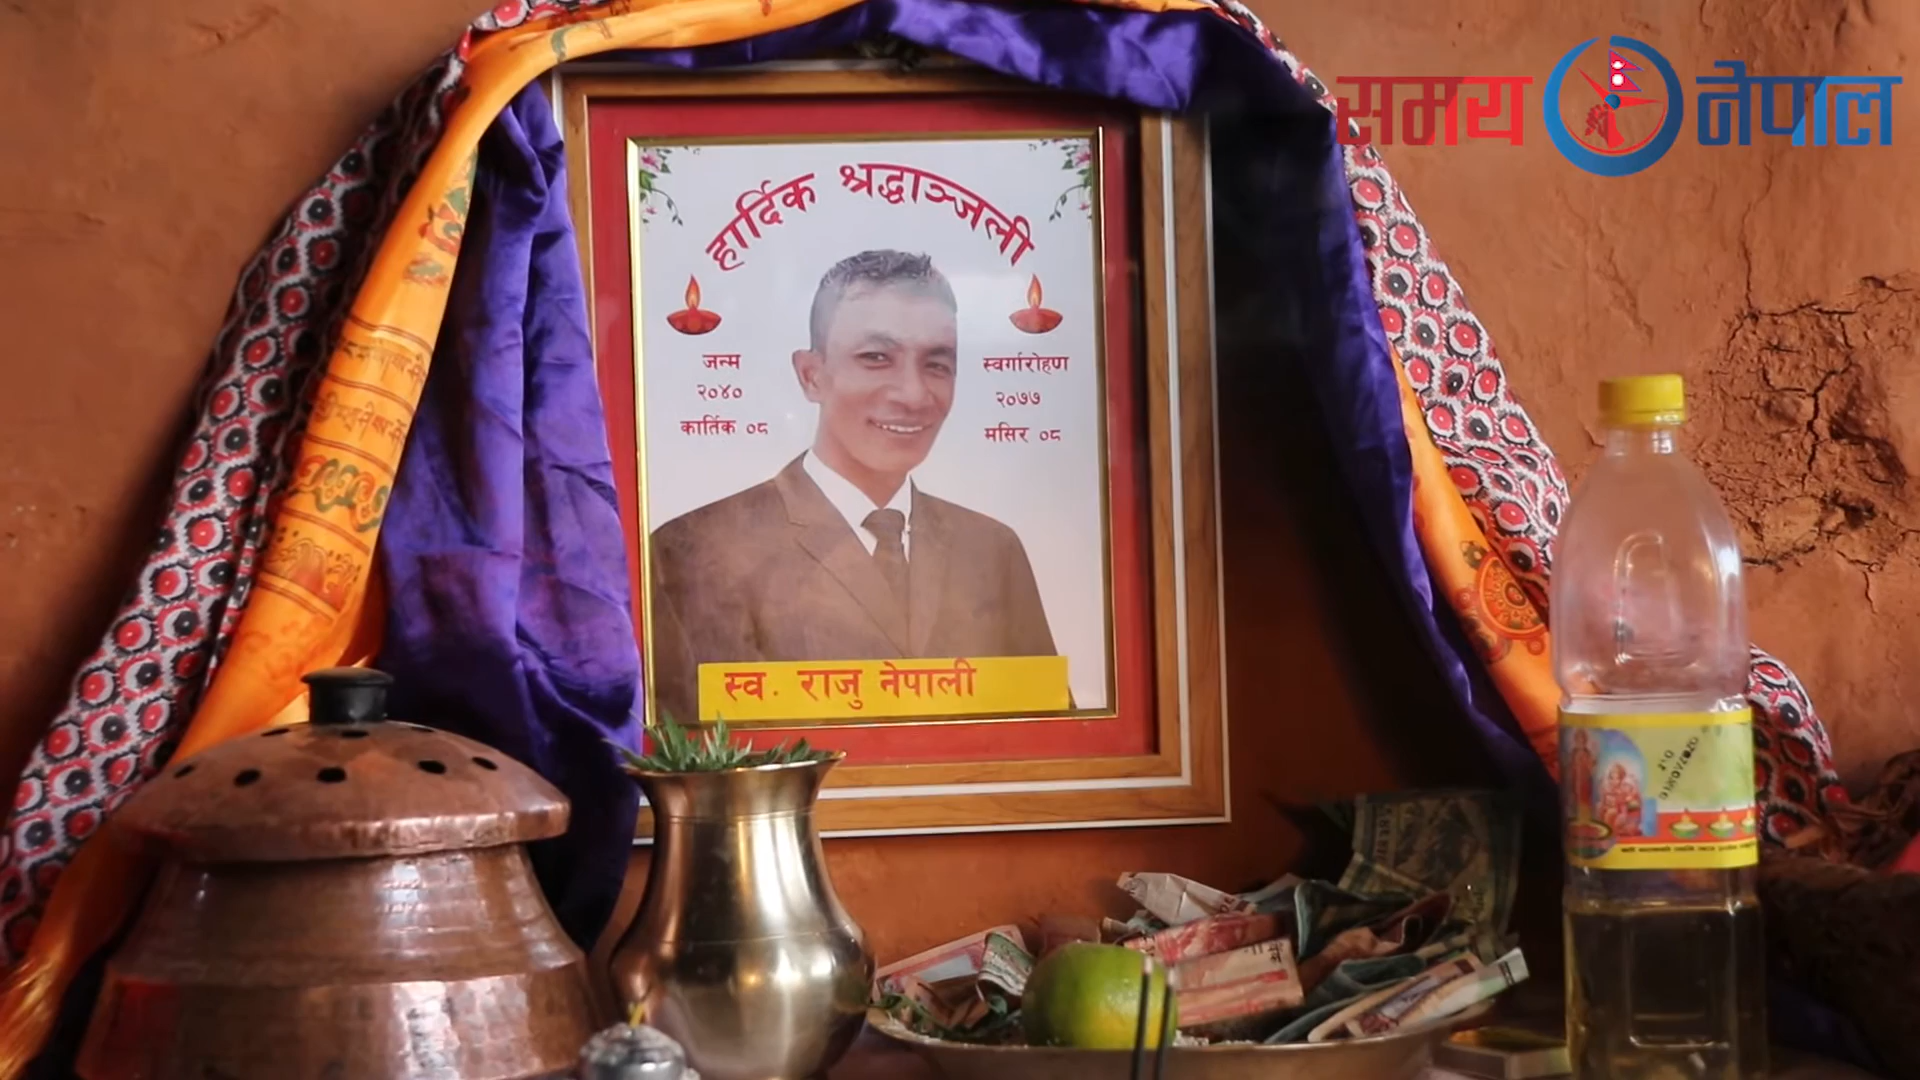 समय नेपाल
हार्दिक श्रद्धाञ्जली
जन्म
२०४०
कार्तिक ०८
स्वर्गारोहण
२०७७
मसिर ०८
स्व. राजु नेपाली